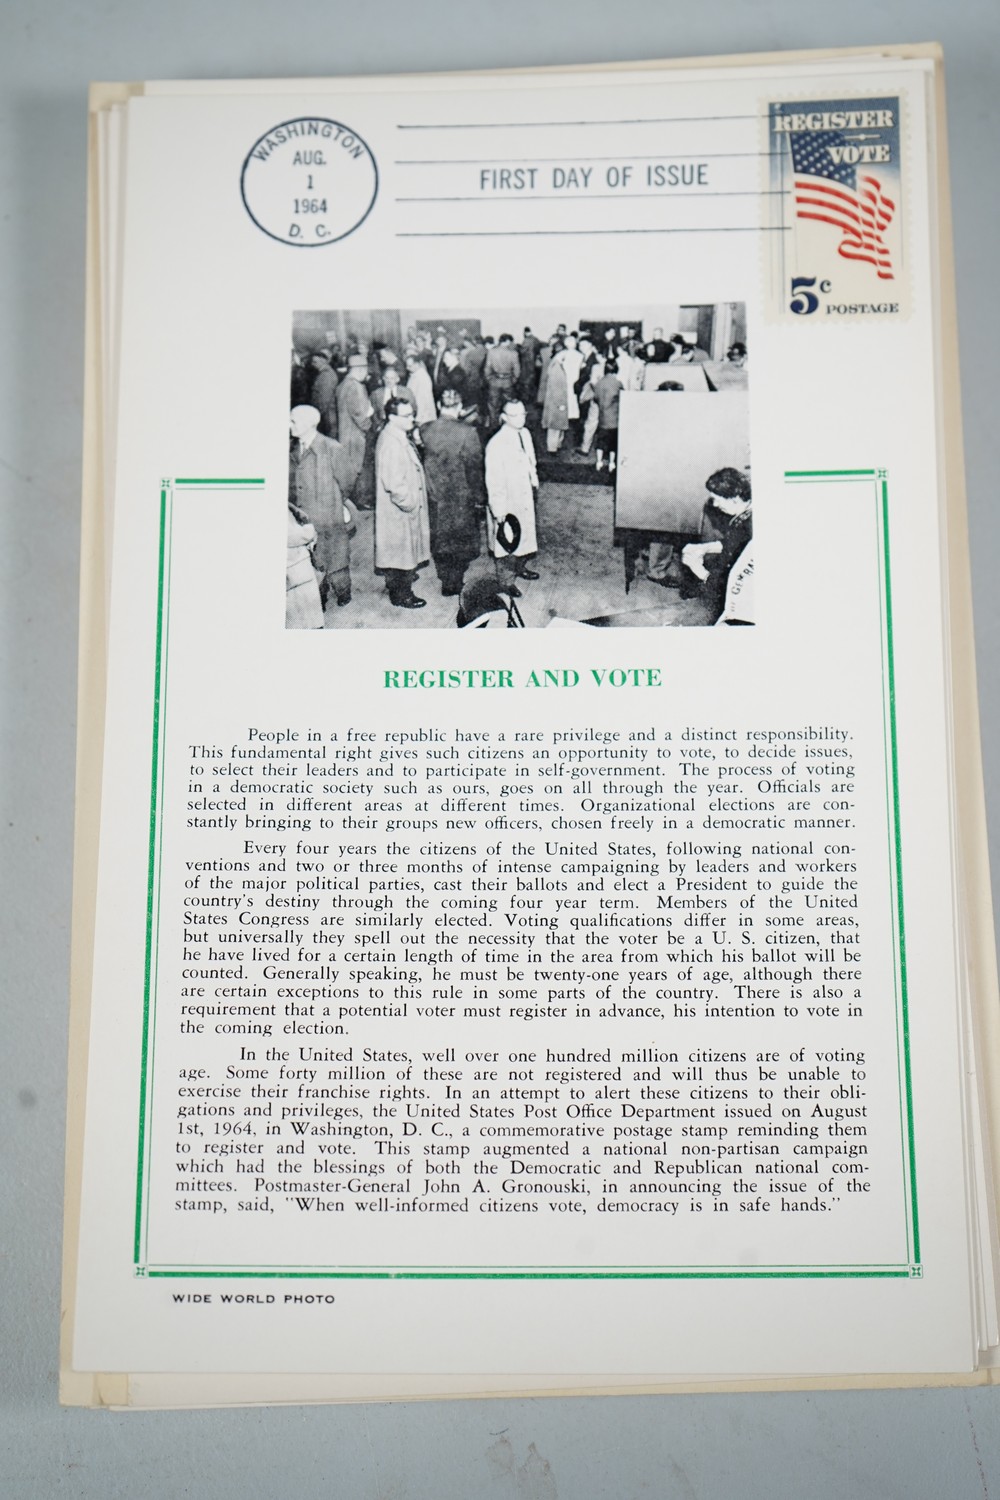 WASHINGTON
AUG.
1
1964
D. C.
FIRST DAY OF ISSUE
REGISTER
VOTE
5c POSTAGE
GENERAL
REGISTER AND VOTE
People in a free republic have a rare privilege and a distinct responsibility.
This fundamental right gives such citizens an opportunity to vote, to decide issues,
to select their leaders and to participate in self-government. The process of voting
in a democratic society such as ours, goes on all through the year. Officials are
selected in different areas at different times. Organizational elections are con-
stantly bringing to their groups new officers, chosen freely in a democratic manner.
Every four years the citizens of the United States, following national con-
ventions and two or three months of intense campaigning by leaders and workers
of the major political parties, cast their ballots and elect a President to guide the
country's destiny through the coming four year term. Members of the United
States Congress are similarly elected. Voting qualifications differ in some areas,
but universally they spell out the necessity that the voter be a U. S. citizen, that
he have lived for a certain length of time in the area from which his ballot will be
counted. Generally speaking, he must be twenty-one years of age, although there
are certain exceptions to this rule in some parts of the country. There is also a
requirement that a potential voter must register in advance, his intention to vote in
the coming election.
In the United States, well over one hundred million citizens are of voting
age. Some forty million of these are not registered and will thus be unable to
exercise their franchise rights. In an attempt to alert these citizens to their obli-
gations and privileges, the United States Post Office Department issued on August
1st, 1964, in Washington, D. C., a commemorative postage stamp reminding them
to register and vote. This stamp augmented a national non-partisan campaign
which had the blessings of both the Democratic and Republican national com-
mittees. Postmaster-General John A. Gronouski, in announcing the issue of the
stamp, said, "When well-informed citizens vote, democracy is in safe hands."
WIDE WORLD PHOTO